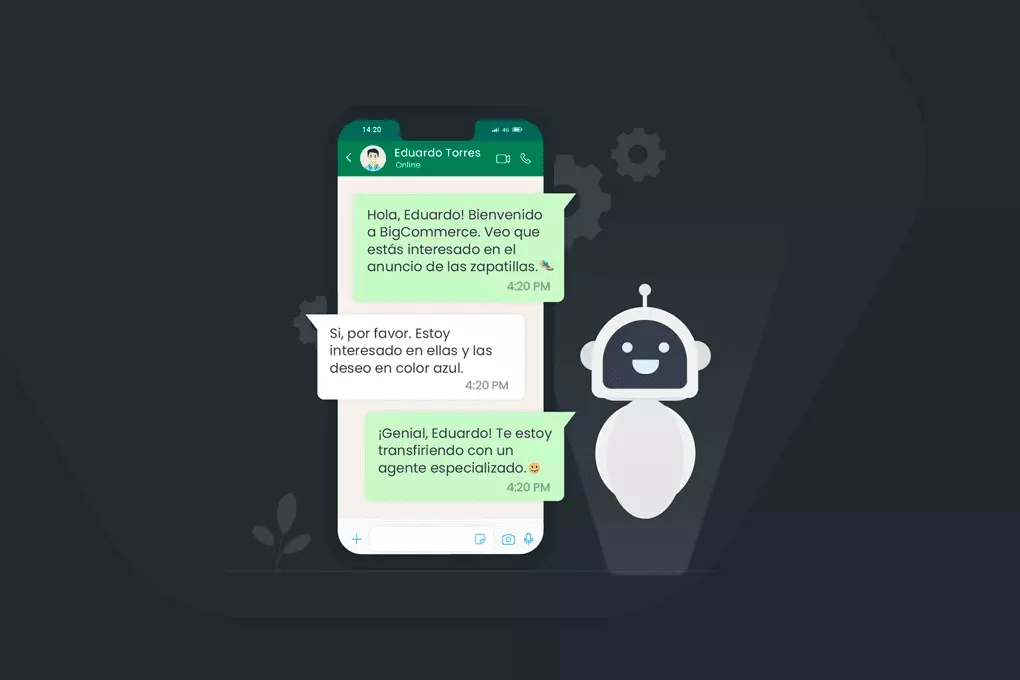 14:20
4G
Eduardo Torres
Online
Hola, Eduardo! Bienvenido
a BigCommerce. Veo que
estás interesado en el
anuncio de las zapatillas.
4:20 PM
Si, por favor. Estoy
interesado en ellas y las
deseo en color azul.
4:20 PM
¡Genial, Eduardo! Te estoy
transfiriendo con un
agente especializado.
4:20 PM